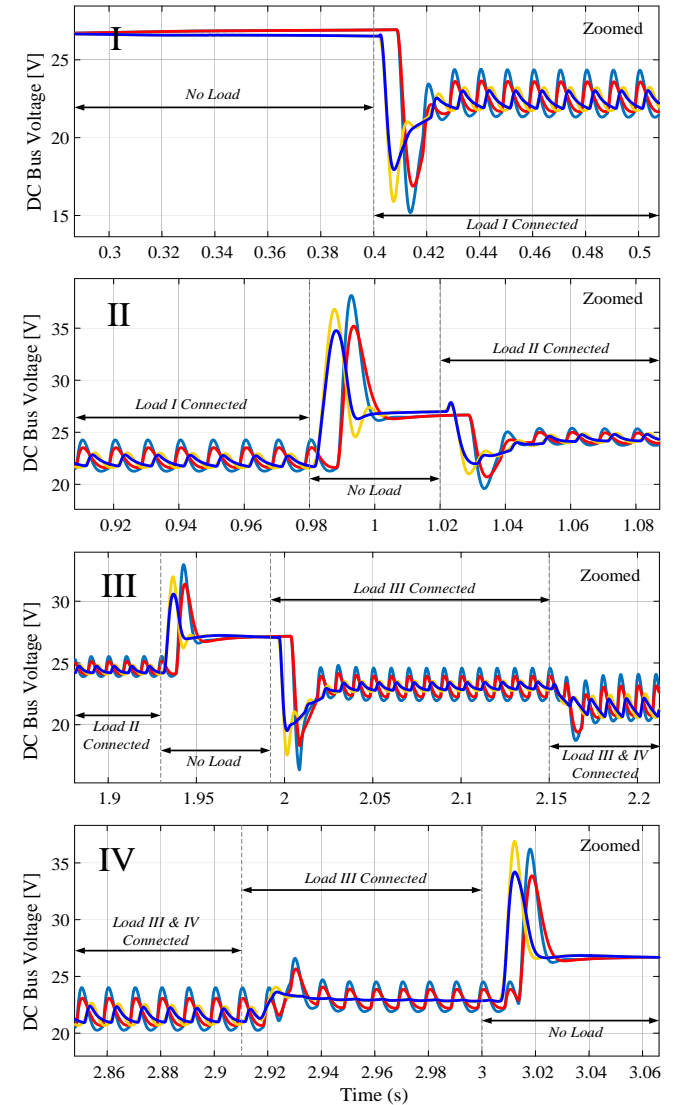 I
Zoomed
DC Bus Voltage [V]
25
20
15
No Load
Load I Connected
0.3 0.32 0.34 0.36 0.38 0.4 0.42 0.44 0.46 0.48 0.5
II
Zoomed
DC Bus Voltage [V]
35
30
25
20
Load I Connected
No Load
Load II Connected
0.92 0.94 0.96 0.98 1 1.02 1.04 1.06 1.08
III
Zoomed
DC Bus Voltage [V]
30
25
20
Load II
Connected
No Load
Load III Connected
Load III & IV
Connected
1.9 1.95 2 2.05 2.1 2.15 2.2
IV
Zoomed
DC Bus Voltage [V]
35
30
25
20
Load III & IV
Connected
Load III Connected
No Load
2.86 2.88 2.9 2.92 2.94 2.96 2.98 3 3.02 3.04 3.06
Time (s)